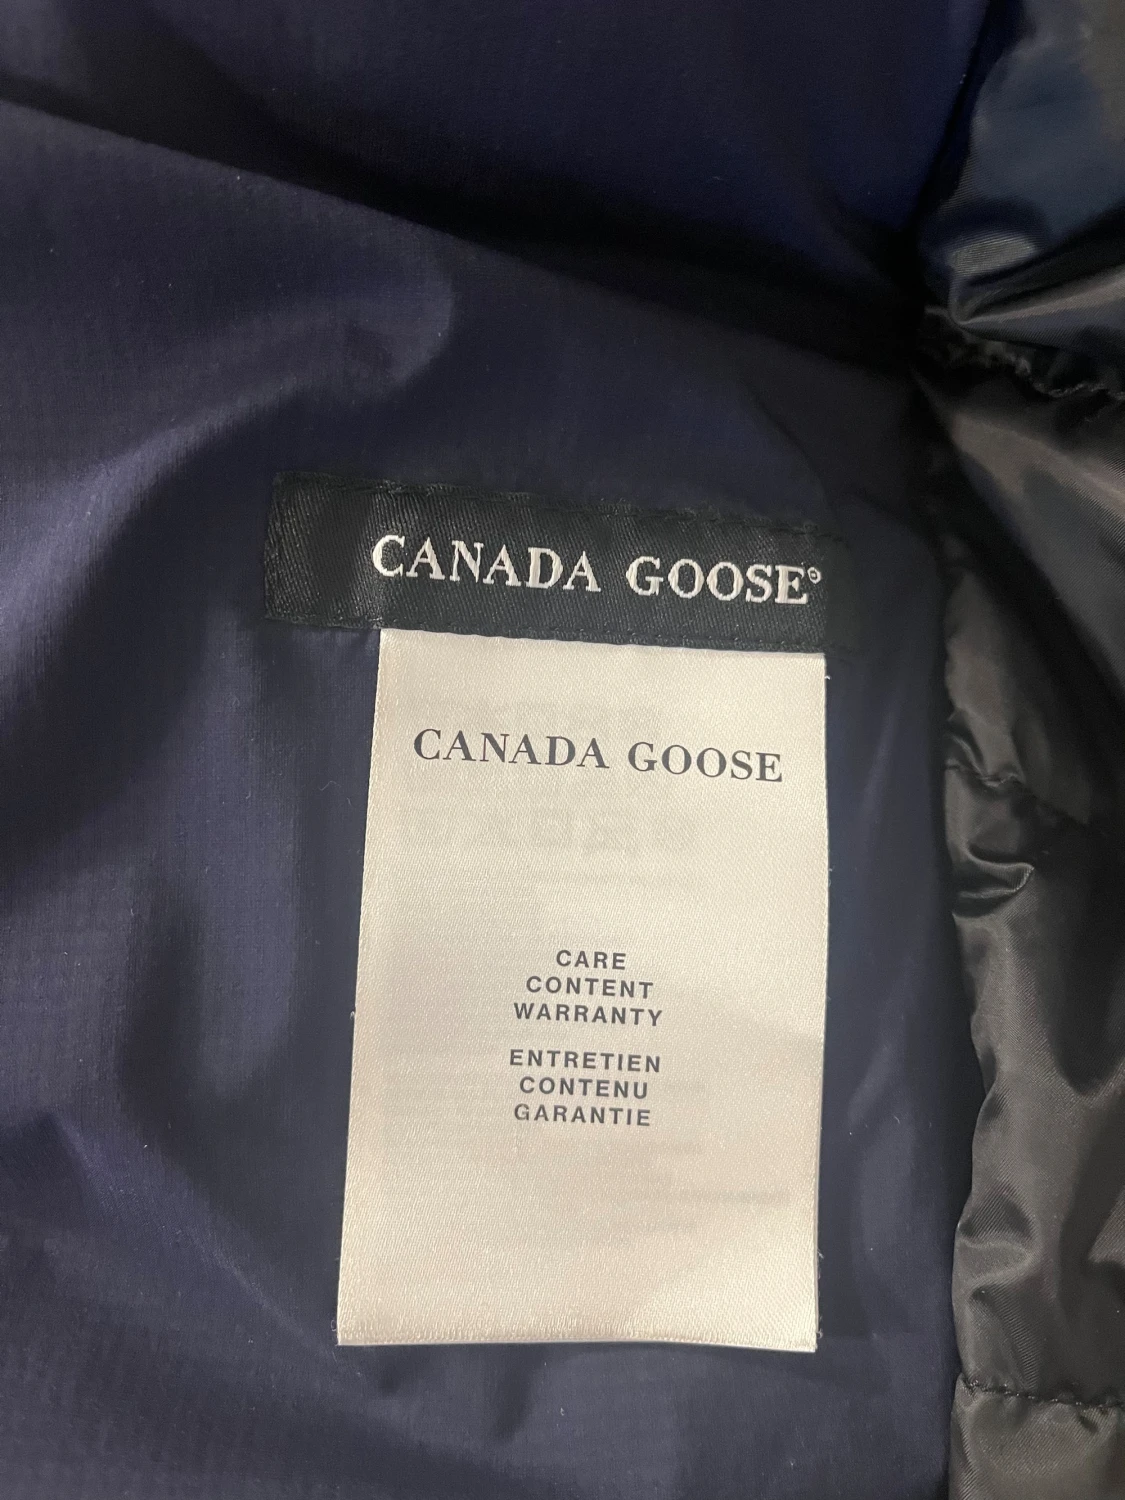 CANADA GOOSE®
CANADA GOOSE
CARE
CONTENT
WARRANTY
ENTRETIEN
CONTENU
GARANTIE